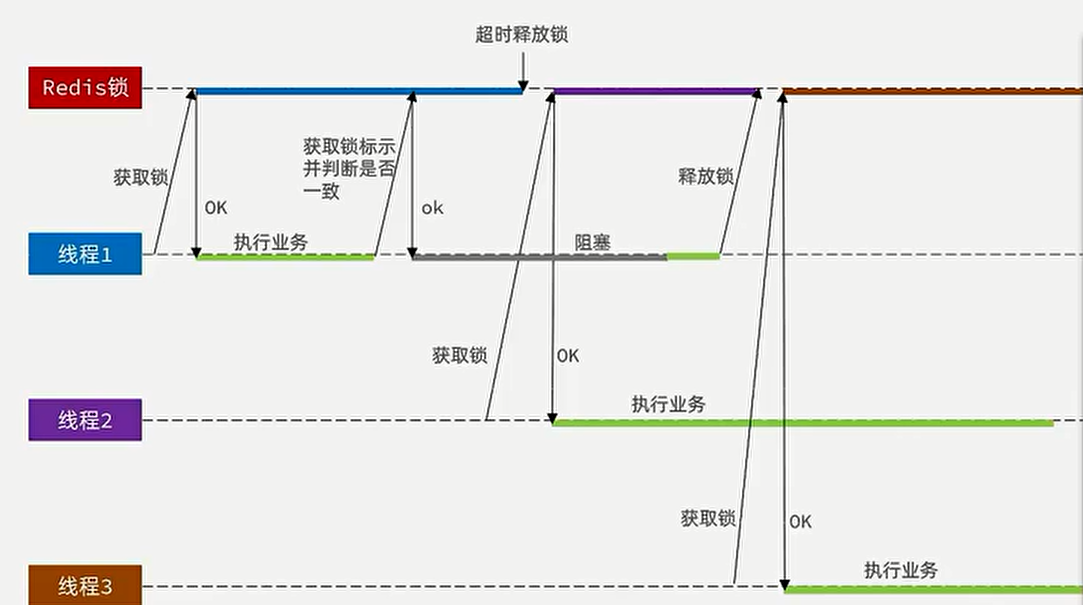 超时释放锁
Redis锁
获取锁标示
并判断是否
一致
获取锁
释放锁
OK
ok
执行业务
阻塞
线程1
获取锁
OK
执行业务
线程2
获取锁
OK
执行业务
线程3